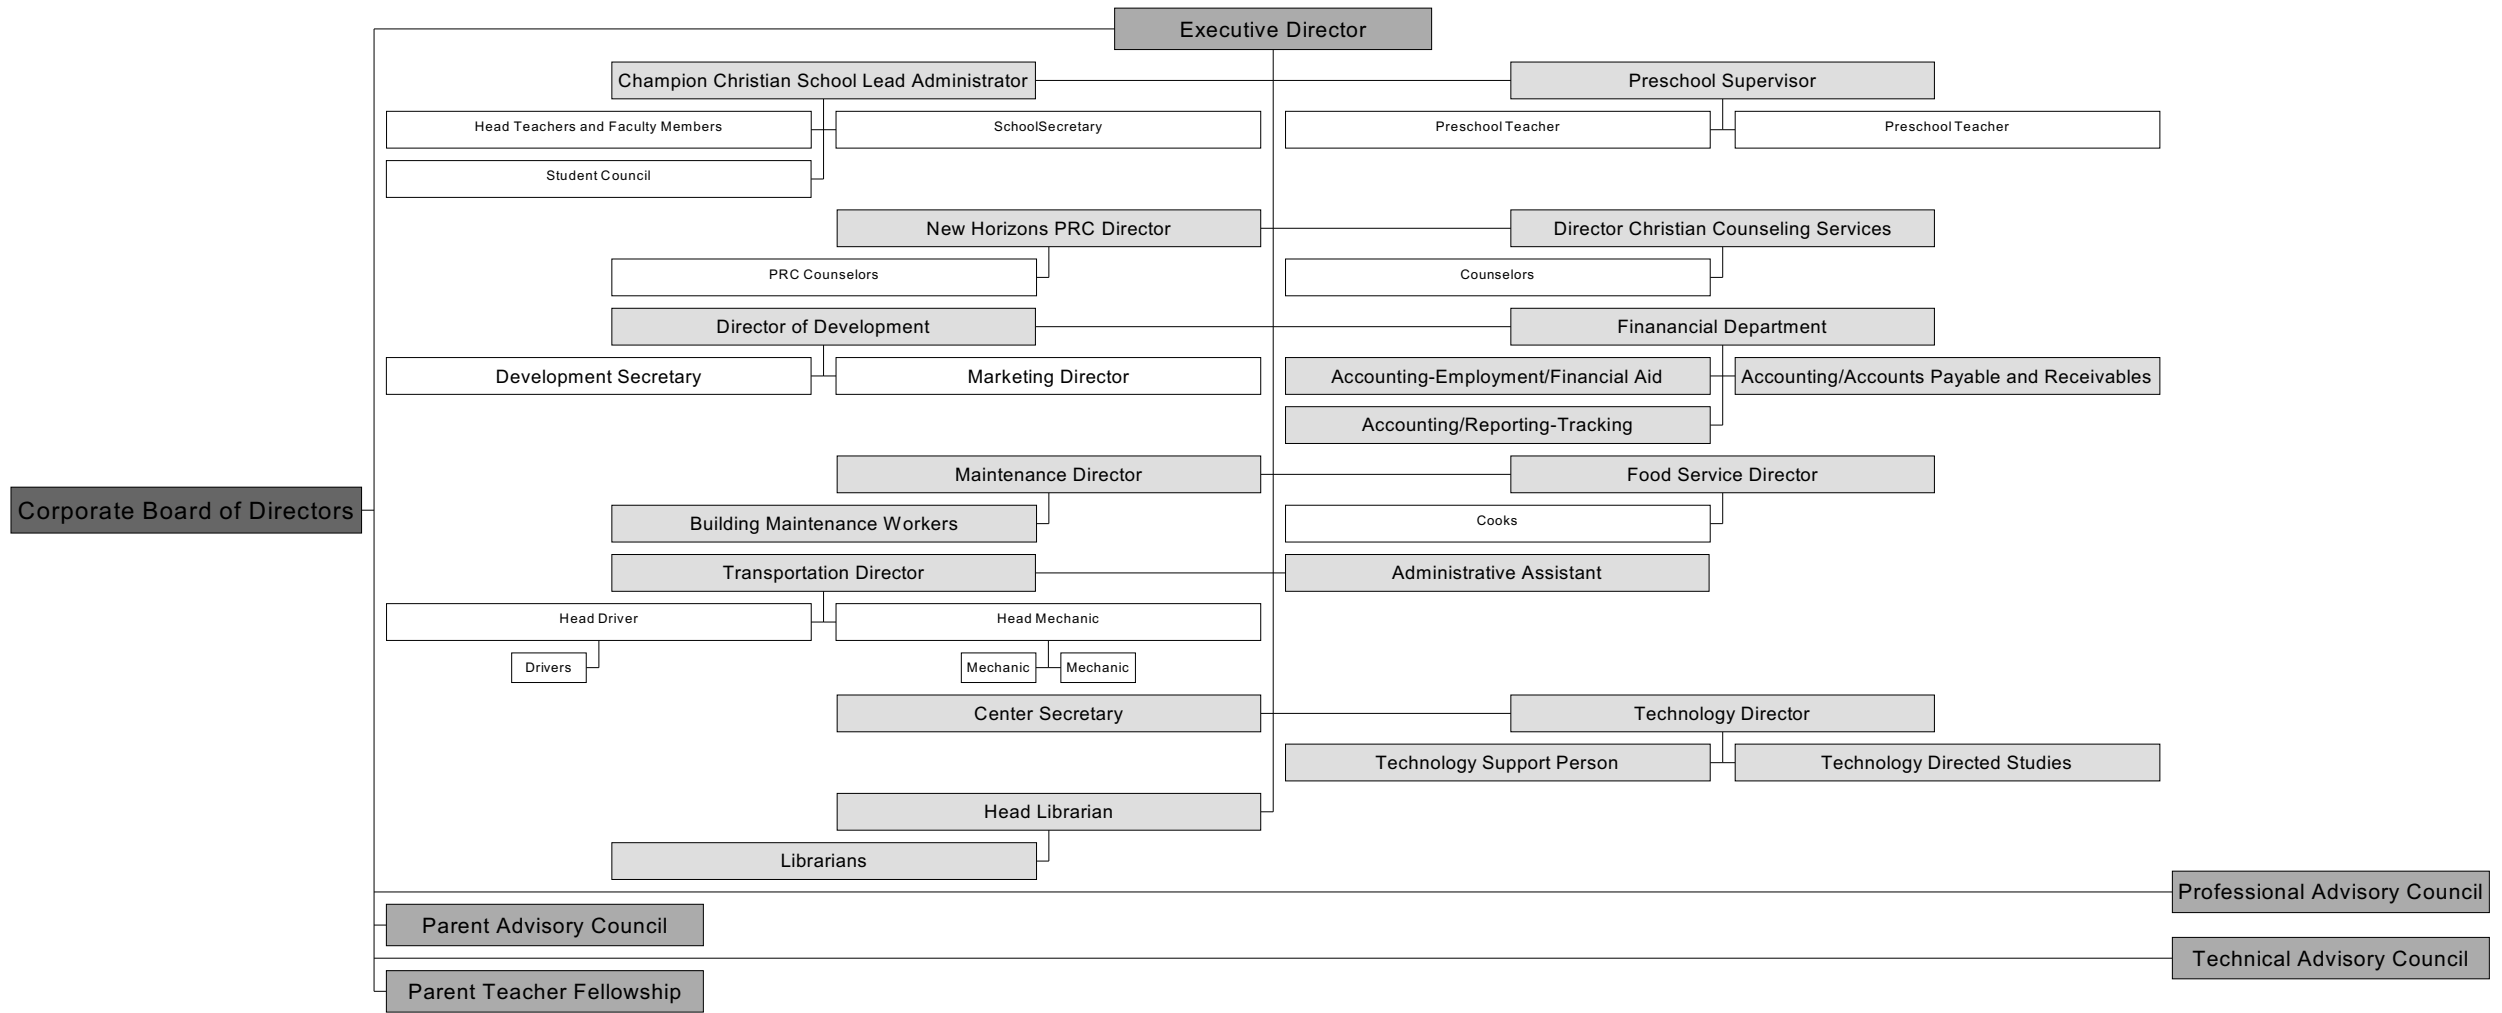 Executive Director
Champion Christian School Lead Administrator
Preschool Supervisor
Head Teachers and Faculty Members
SchoolSecretary
Preschool Teacher
Preschool Teacher
Student Council
New Horizons PRC Director
Director Christian Counseling Services
PRC Counselors
Counselors
Director of Development
Finanancial Department
Development Secretary
Marketing Director
Accounting-Employment/Financial Aid
Accounting/Accounts Payable and Receivables
Accounting/Reporting-Tracking
Maintenance Director
Food Service Director
Corporate Board of Directors
Building Maintenance Workers
Cooks
Transportation Director
Administrative Assistant
Head Driver
Head Mechanic
Drivers
Mechanic
Mechanic
Center Secretary
Technology Director
Technology Support Person
Technology Directed Studies
Head Librarian
Librarians
Professional Advisory Council
Parent Advisory Council
Technical Advisory Council
Parent Teacher Fellowship